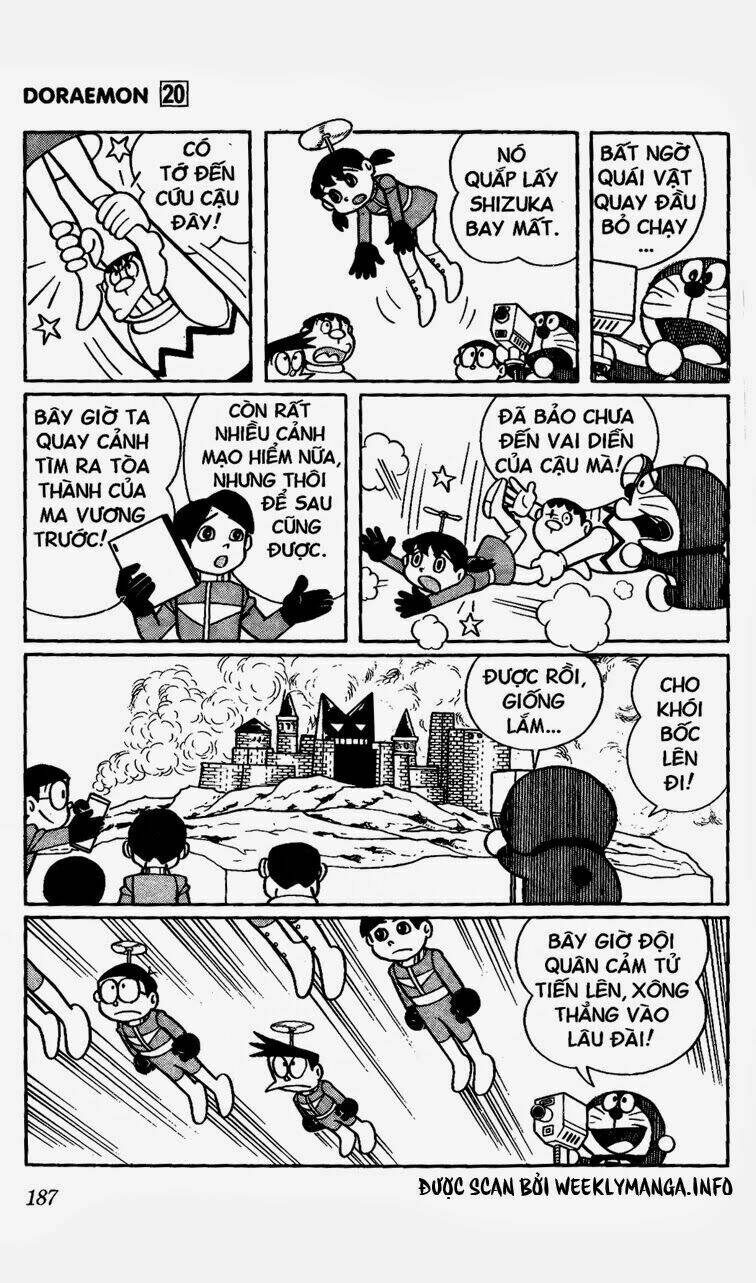 DORAEMON 20
BẤT NGỜ
QUÁI VẬT
QUAY ĐẦU
BỎ CHẠY
...
NÓ
QUẮP LẤY
SHIZUKA
BAY MẤT.
CÓ
TỚ ĐẾN
CỨU CẬU
ĐÂY!
ĐÃ BẢO CHƯA
ĐẾN VAI DIỄN
CỦA CẬU MÀ!
CÒN RẤT
NHIỀU CẢNH
MẠO HIỂM NỮA,
NHƯNG THÔI
ĐỂ SAU
CŨNG
ĐƯỢC.
BÂY GIỜ TA
QUAY CẢNH
TÌM RA TÒA
THÀNH CỦA
MA VƯƠNG
TRƯỚC!
CHO
KHÓI
BỐC
LÊN
ĐI!
ĐƯỢC RỒI,
GIỐNG
LẮM...
BÂY GIỜ ĐỘI
QUÂN CẢM TỬ
TIẾN LÊN, XÔNG
THẲNG VÀO
LÂU ĐÀI!
187
ĐƯỢC SCAN BỞI WEEKLYMANGA.INFO